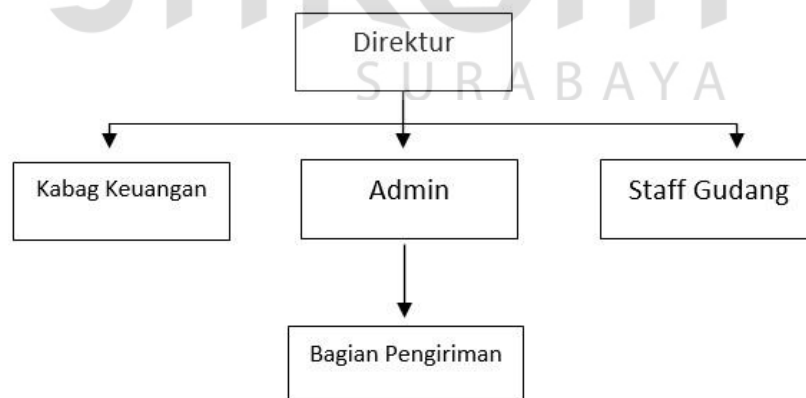 Direktur
SURABAYA
Kabag Keuangan
Admin
Staff Gudang
Bagian Pengiriman